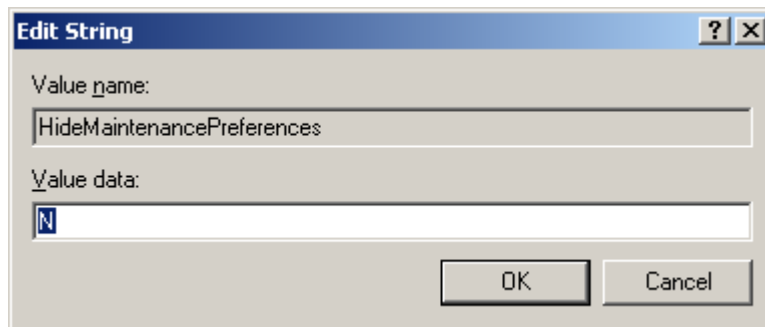 Edit String
Value name:
HideMaintenancePreferences
Value data:
N
OK Cancel